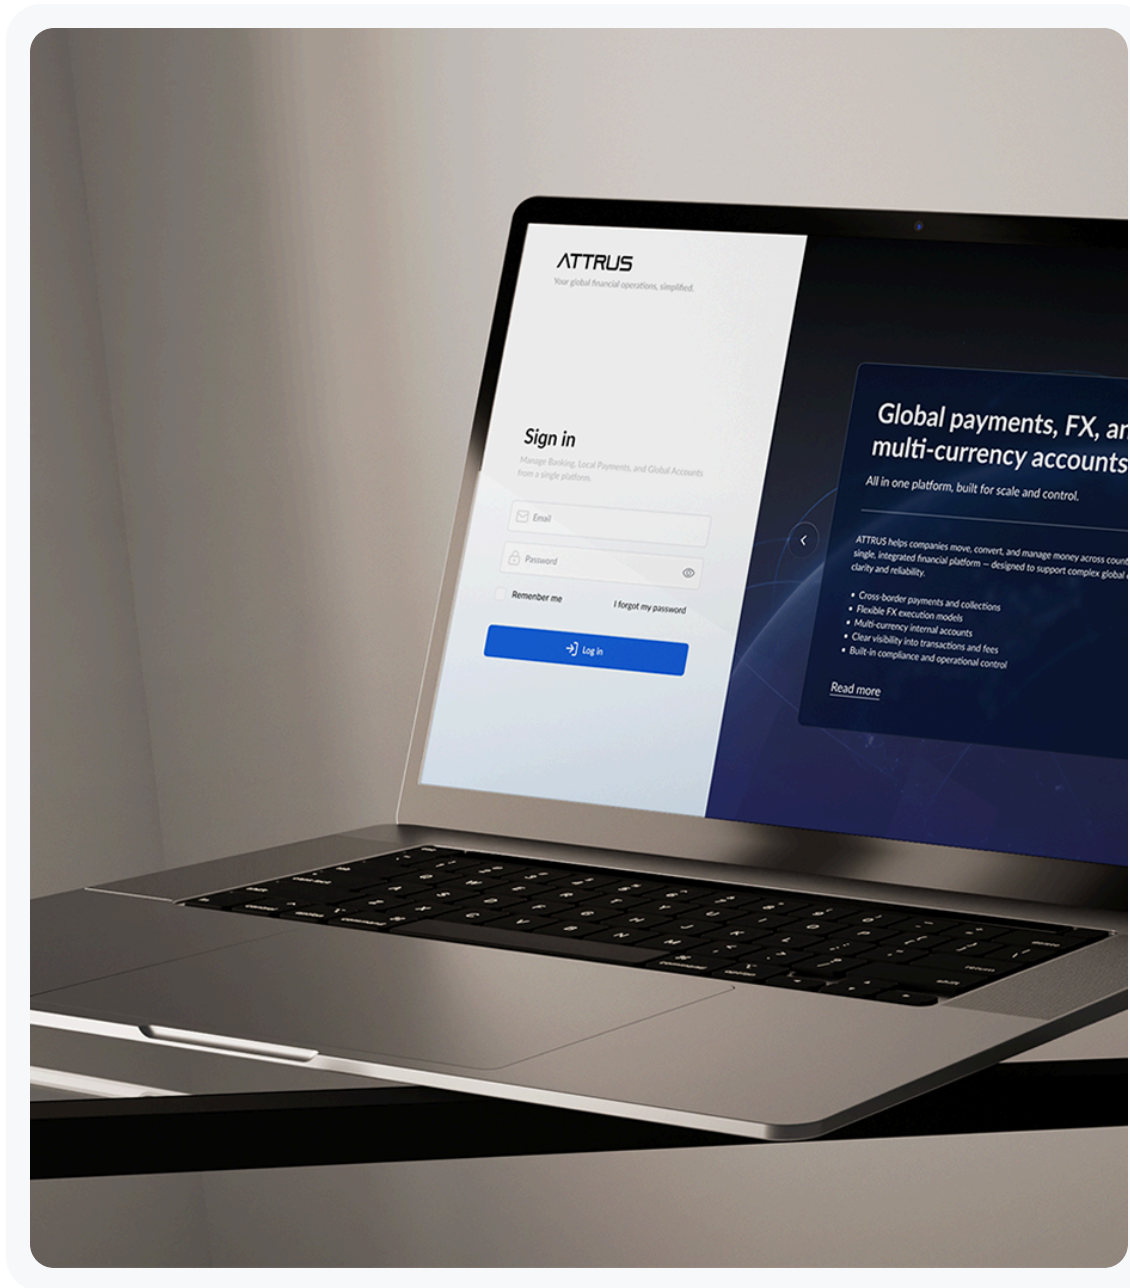 ATTRUS
Your global financial operations, simplified.
Sign in
Manage Banking, Local Payments, and Global Accounts
from a single platform.
Email
Password
Remenber me
I forgot my password
Log in
Global payments, FX, an
multi-currency accounts
All in one platform, built for scale and control.
ATTRUS helps companies move, convert, and manage money across count
single, integrated financial platform — designed to support complex global
clarity and reliability.
• Cross-border payments and collections
• Flexible FX execution models
• Multi-currency internal accounts
• Clear visibility into transactions and fees
• Built-in compliance and operational control
Read more